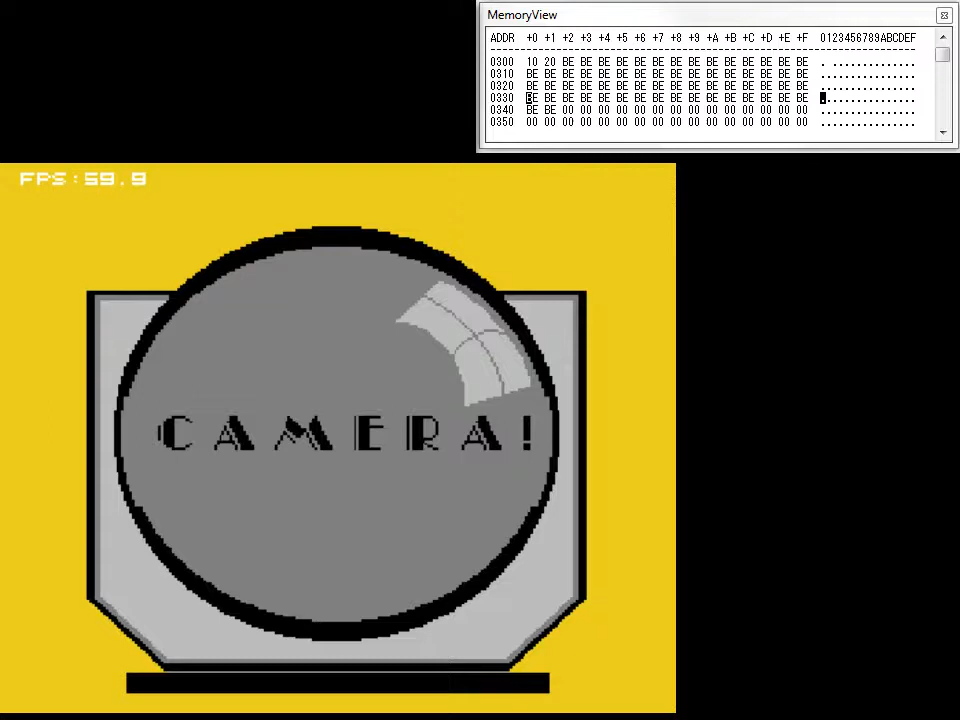 MemoryView
ADDR +0 +1 +2 +3 +4 +5 +6 +7 +8 +9 +A +B +C +D +E +F 0123456789ABCDEF
0300 10 20 BE BE BE BE BE BE BE BE BE BE BE BE BE BE . ..............
0310 BE BE BE BE BE BE BE BE BE BE BE BE BE BE BE BE ................
0320 BE BE BE BE BE BE BE BE BE BE BE BE BE BE BE BE ................
0330 BE BE BE BE BE BE BE BE BE BE BE BE BE BE BE BE ................
0340 BE BE 00 00 00 00 00 00 00 00 00 00 00 00 00 00 ................
0350 00 00 00 00 00 00 00 00 00 00 00 00 00 00 00 00 ................
FPS:59.9
CAMERA!